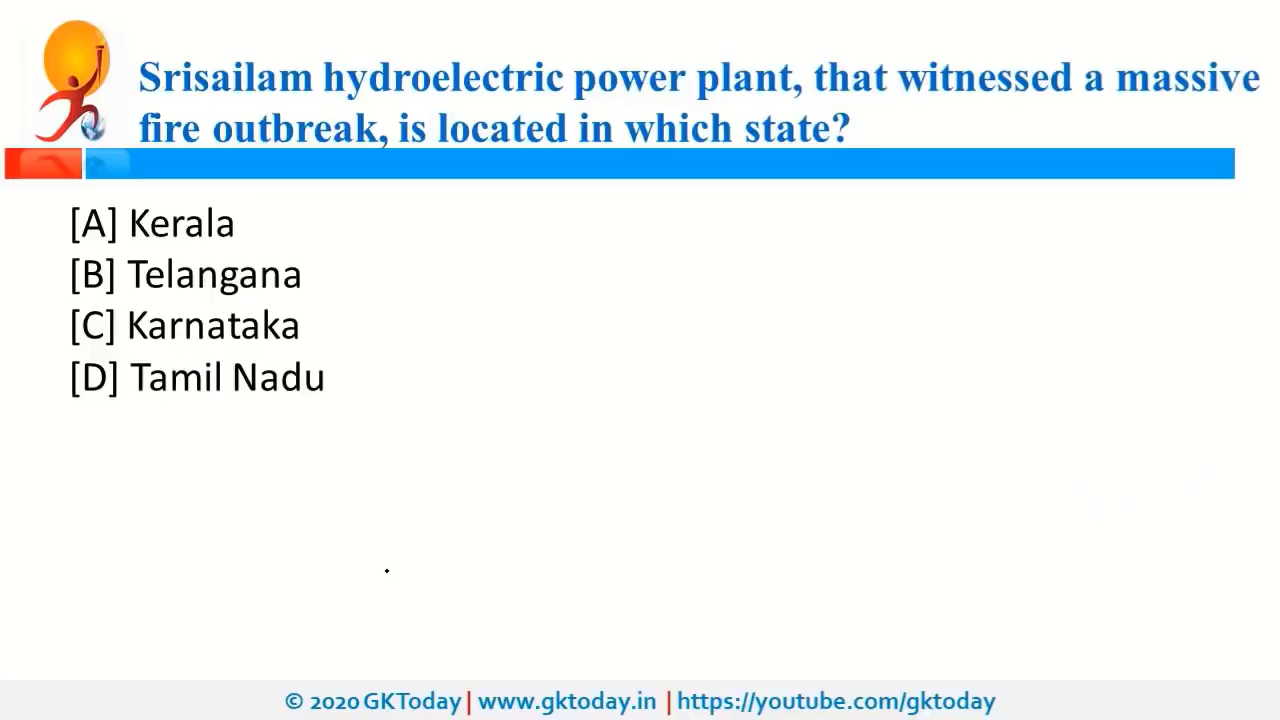 Srisailam hydroelectric power plant, that witnessed a massive
fire outbreak, is located in which state?
[A] Kerala
[B] Telangana
[C] Karnataka
[D] Tamil Nadu
© 2020 GKToday | www.gktoday.in | https://youtube.com/gktoday